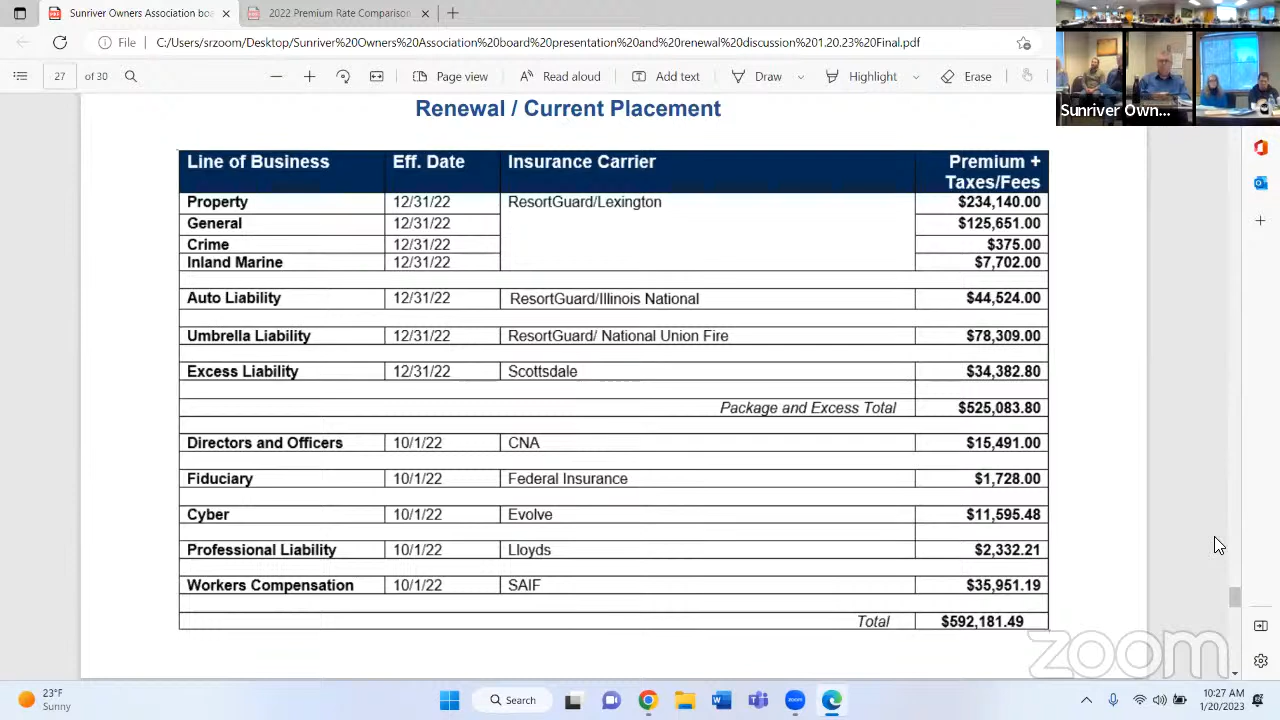 Sunriver Owners Association boa
2022 Premium Rate Comparis
File
C:/Users/srzoom/Desktop/Sunriver%20Owners%20Association%20board%20presentation%20and%20renewal%20discussion%201.20.23%20Final.pdf
27 of 30
Page view
Read aloud
Add text
Draw
Highlight
Erase
Sunriver Own...
Renewal / Current Placement
Line of Business Eff. Date Insurance Carrier Premium +
Taxes/Fees
Property 12/31/22 ResortGuard/Lexington $234,140.00
General 12/31/22 $125,651.00
Crime 12/31/22 $375.00
Inland Marine 12/31/22 $7,702.00
Auto Liability 12/31/22 ResortGuard/Illinois National $44,524.00
Umbrella Liability 12/31/22 ResortGuard/ National Union Fire $78,309.00
Excess Liability 12/31/22 Scottsdale $34,382.80
Package and Excess Total $525,083.80
Directors and Officers 10/1/22 CNA $15,491.00
Fiduciary 10/1/22 Federal Insurance $1,728.00
Cyber 10/1/22 Evolve $11,595.48
Professional Liability 10/1/22 Lloyds $2,332.21
Workers Compensation 10/1/22 SAIF $35,951.19
Total $592,181.49
zoom
23°F
Sunny
Search
10:27 AM
1/20/2023